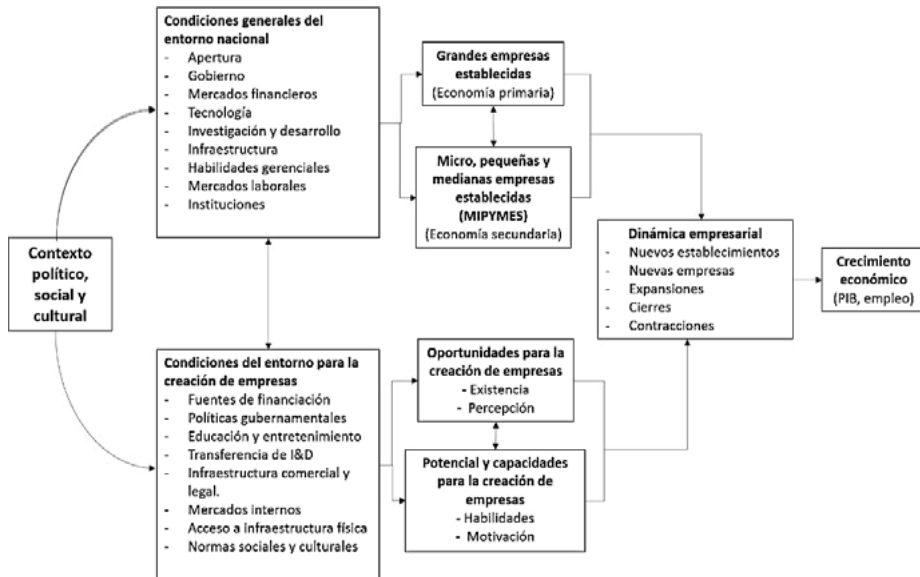 Contexto
político,
social y
cultural
Condiciones generales del
entorno nacional
- Apertura
- Gobierno
- Mercados financieros
- Tecnología
- Investigación y desarrollo
- Infraestructura
- Habilidades gerenciales
- Mercados laborales
- Instituciones
Grandes empresas
establecidas
(Economía primaria)
Micro, pequeñas y
medianas empresas
establecidas
(MIPYMES)
(Economía secundaria)
Condiciones del entorno para la
creación de empresas
- Fuentes de financiación
- Políticas gubernamentales
- Educación y entretenimiento
- Transferencia de I&D
- Infraestructura comercial y
legal.
- Mercados internos
- Acceso a infraestructura física
- Normas sociales y culturales
Oportunidades para la
creación de empresas
- Existencia
- Percepción
Potencial y capacidades
para la creación de
empresas
- Habilidades
- Motivación
Dinámica empresarial
- Nuevos establecimientos
- Nuevas empresas
- Expansiones
- Cierres
- Contracciones
Crecimiento
económico
(PIB, empleo)